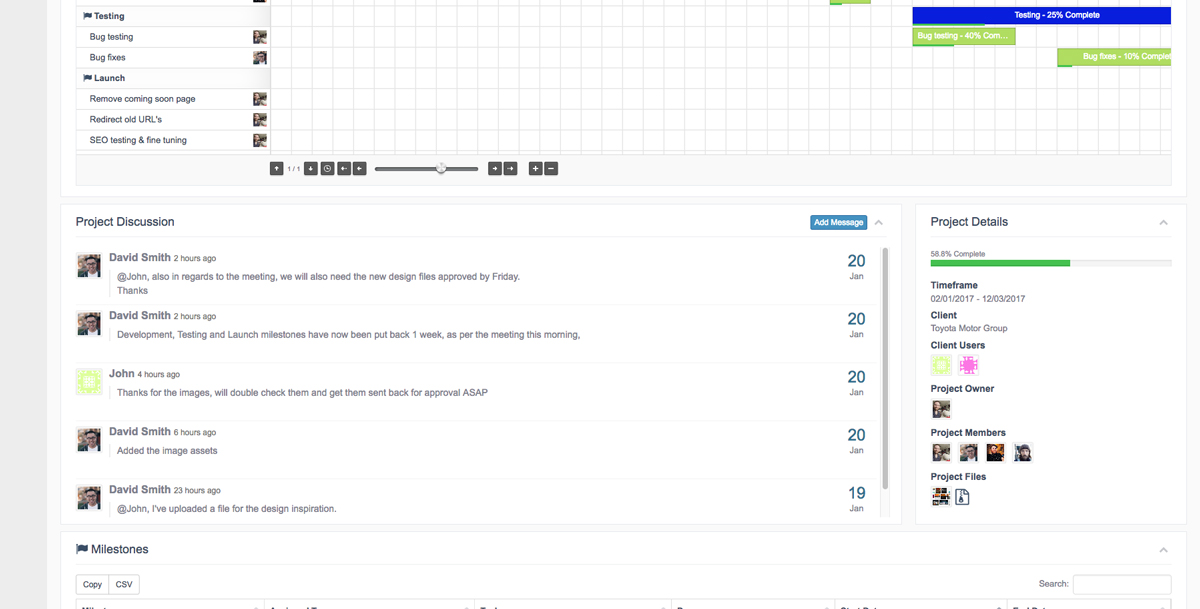 Testing
Testing - 25% Complete
Bug testing
Bug testing - 40% Com...
Bug fixes
Bug fixes - 10% Complet
Launch
Remove coming soon page
Redirect old URL's
SEO testing & fine tuning
1 / 1
Project Discussion
Add Message
David Smith 2 hours ago
20
@John, also in regards to the meeting, we will also need the new design files approved by Friday.
Jan
Thanks
David Smith 2 hours ago
20
Development, Testing and Launch milestones have now been put back 1 week, as per the meeting this morning,
Jan
John 4 hours ago
20
Thanks for the images, will double check them and get them sent back for approval ASAP
Jan
David Smith 6 hours ago
20
Added the image assets
Jan
David Smith 23 hours ago
19
@John, I've uploaded a file for the design inspiration.
Jan
Project Details
58.8% Complete
Timeframe
02/01/2017 - 12/03/2017
Client
Toyota Motor Group
Client Users
Project Owner
Project Members
Project Files
Milestones
Copy CSV
Search: